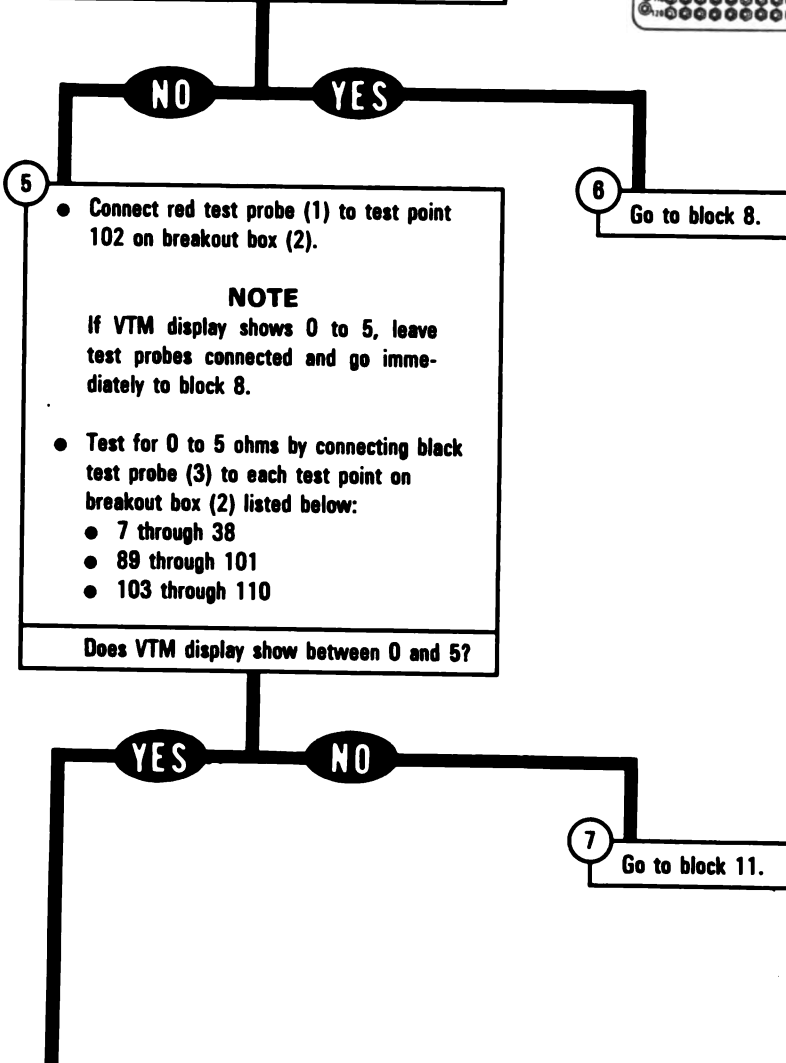 NO
YES
5
● Connect red test probe (1) to test point
102 on breakout box (2).
NOTE
If VTM display shows 0 to 5, leave
test probes connected and go imme-
diately to block 8.
● Test for 0 to 5 ohms by connecting black
test probe (3) to each test point on
breakout box (2) listed below:
● 7 through 38
● 89 through 101
● 103 through 110
Does VTM display show between 0 and 5?
6
Go to block 8.
YES
NO
7
Go to block 11.